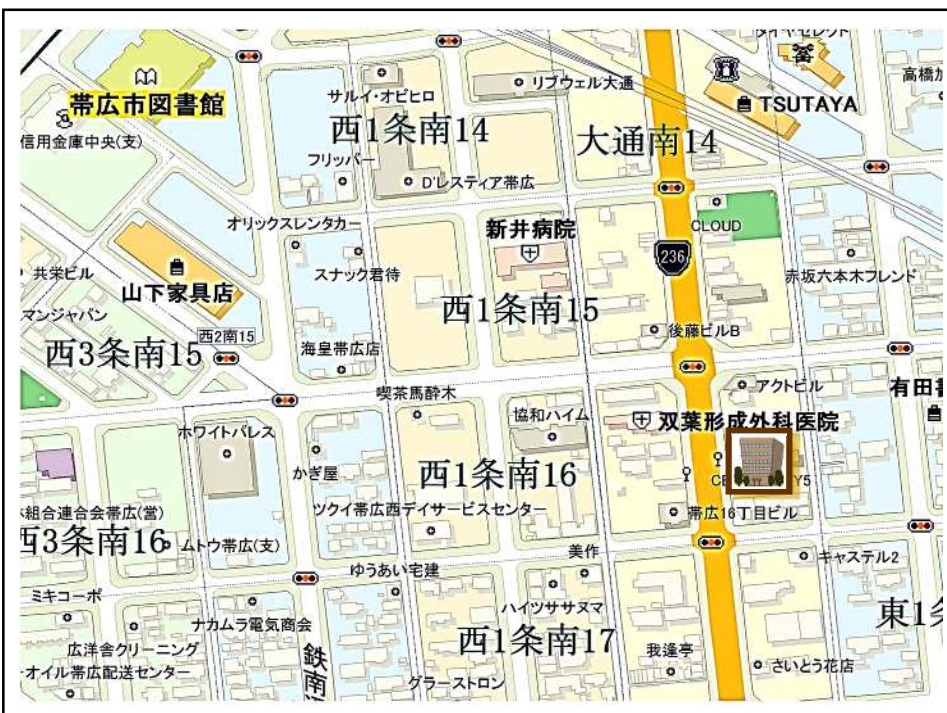 ダイヤセレクト
帯広市図書館
サルイ・オビヒロ
リブウェル大通
TSUTAYA
信用金庫中央(支)
西1条南14
大通南14
フリッパー
D'レスティア帯広
オリックスレンタカー
新井病院
CLOUD
236
共栄ビル
スナック君待
赤坂六本木フレンド
山下家具店
マンジャパン
西1条南15
西2南15
後藤ビルB
西3条南15
海皇帯広店
喫茶馬酔木
アクトビル
協和ハイム
双葉形成外科医院
ホワイトパレス
かぎ屋
西1条南16
組合連合会帯広(営)
ツクイ帯広西デイサービスセンター
帯広16丁目ビル
西3条南16
ムトウ帯広(支)
美作
キャステル2
ゆうあい宅建
ミキコーポ
ハイツササヌマ
ナカムラ電気商会
西1条南17
東1条
広洋舎クリーニング
鉄南
我逢亭
さいとう花店
オイル帯広配送センター
グラーストロン